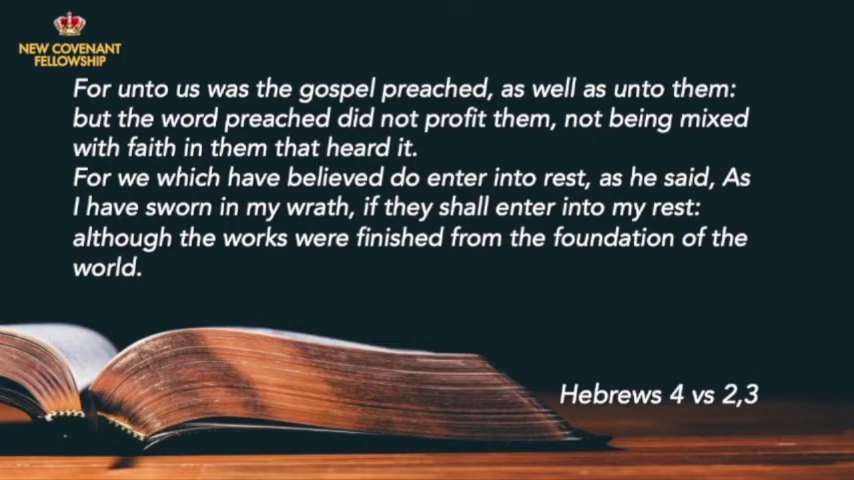 NEW COVENANT
FELLOWSHIP
For unto us was the gospel preached, as well as unto them:
but the word preached did not profit them, not being mixed
with faith in them that heard it.
For we which have believed do enter into rest, as he said, As
I have sworn in my wrath, if they shall enter into my rest:
although the works were finished from the foundation of the
world.
Hebrews 4 vs 2,3